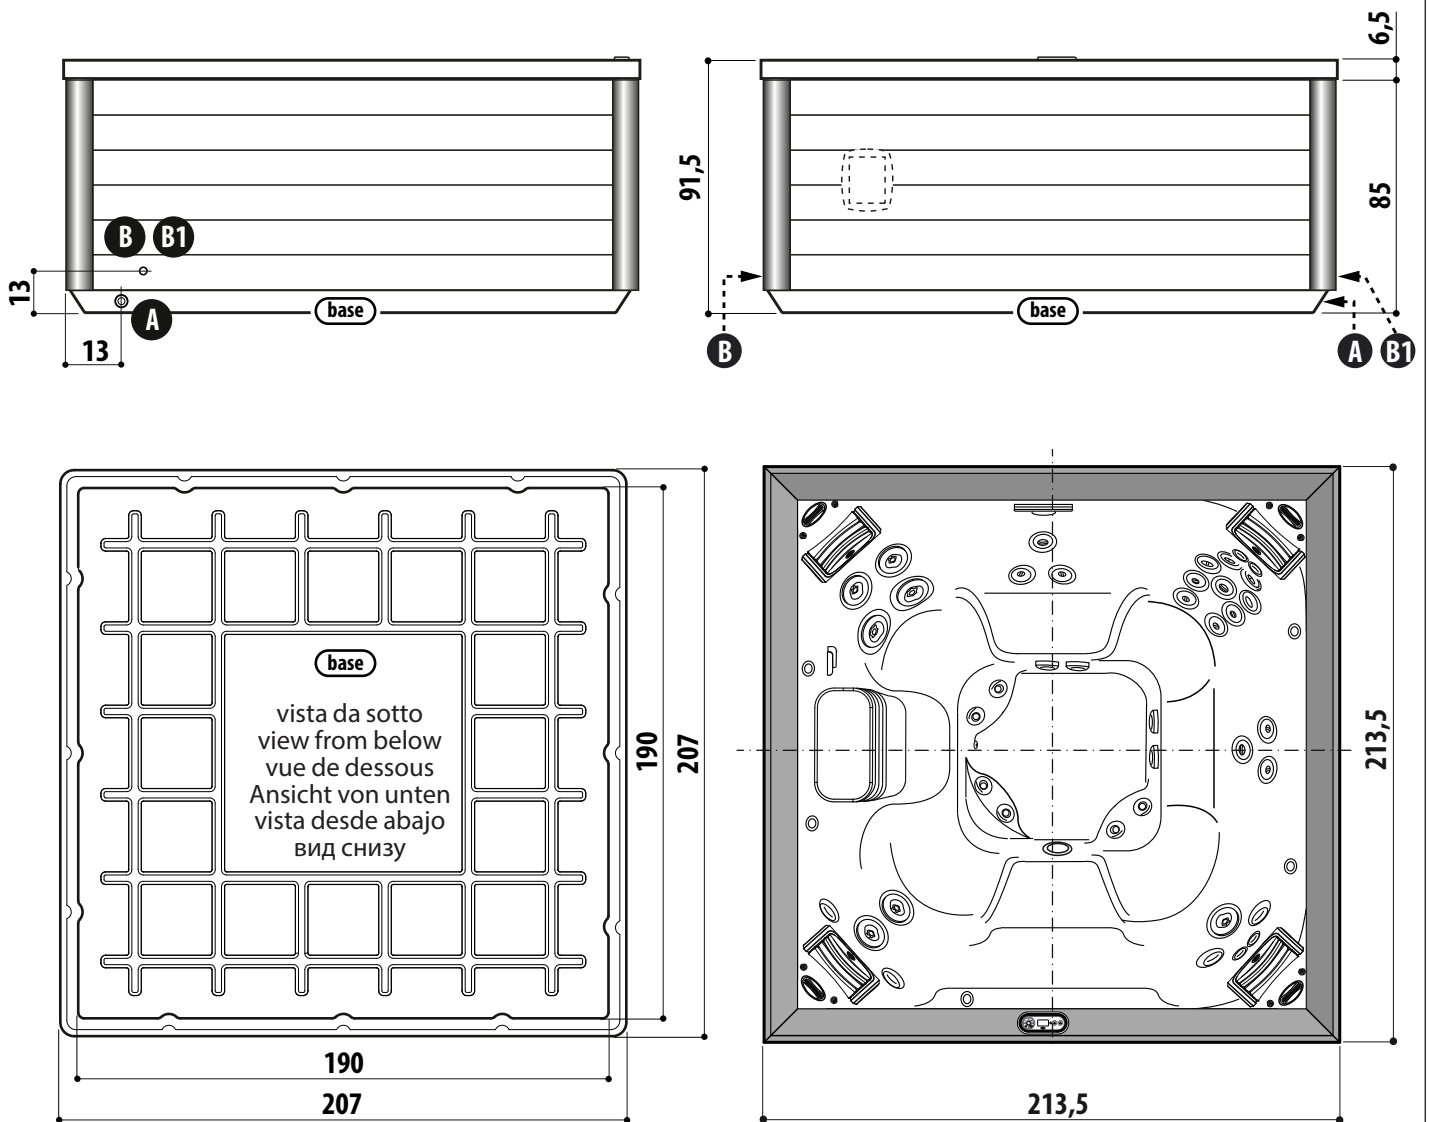 6,5
91,5
85
B B1
13
A
13
base
base
B
A B1
base
vista da sotto
view from below
vue de dessous
Ansicht von unten
vista desde abajo
вид снизу
190
207
190
207
213,5
213,5